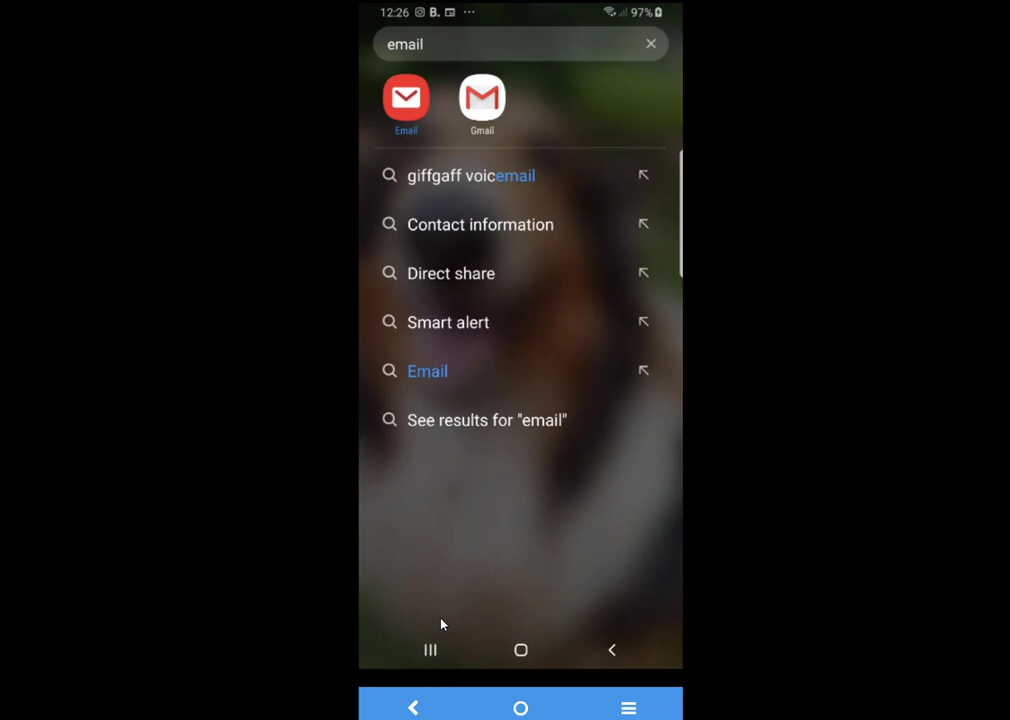 12:26 B. ... 97%
email
Email Gmail
giffgaff voicemail
Contact information
Direct share
Smart alert
Email
See results for "email"